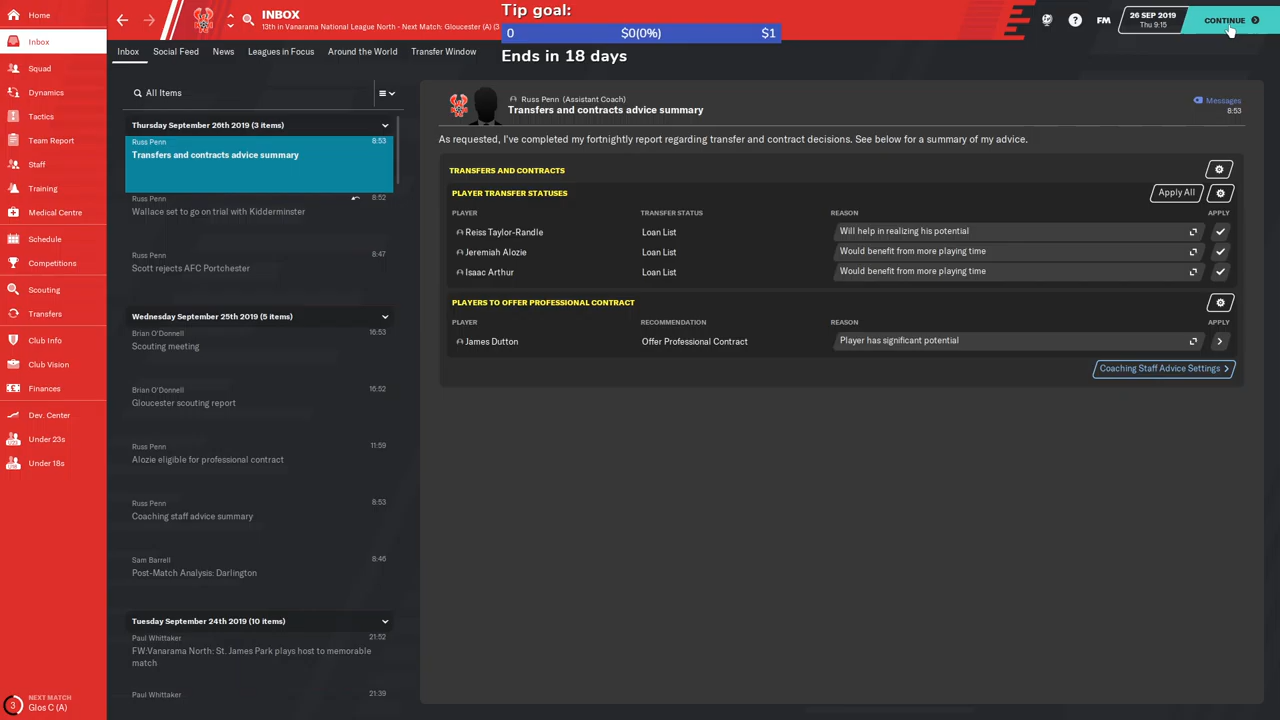 Home
Inbox
Squad
Dynamics
Tactics
Team Report
Staff
Training
Medical Centre
Schedule
Competitions
Scouting
Transfers
Club Info
Club Vision
Finances
Dev. Center
Under 23s
Under 18s
3
NEXT MATCH
Glos C (A)
INBOX
13th in Vanarama National League North - Next Match: Gloucester (A) (3
Tip goal:
0 $0(0%) $1
Ends in 18 days
FM
26 SEP 2019
Thu 9:15
CONTINUE
Inbox Social Feed News Leagues in Focus Around the World Transfer Window
All Items
Thursday September 26th 2019 (3 items)
Russ Penn 8:53
Transfers and contracts advice summary
Russ Penn 8:52
Wallace set to go on trial with Kidderminster
Russ Penn 8:47
Scott rejects AFC Portchester
Wednesday September 25th 2019 (5 items)
Brian O'Donnell 16:53
Scouting meeting
Brian O'Donnell 16:52
Gloucester scouting report
Russ Penn 11:59
Alozie eligible for professional contract
Russ Penn 8:53
Coaching staff advice summary
Sam Barrell 8:46
Post-Match Analysis: Darlington
Tuesday September 24th 2019 (10 items)
Paul Whittaker 21:52
FW:Vanarama North: St. James Park plays host to memorable
match
Paul Whittaker 21:39
Russ Penn (Assistant Coach)
Transfers and contracts advice summary
Messages
8:53
As requested, I've completed my fortnightly report regarding transfer and contract decisions. See below for a summary of my advice.
TRANSFERS AND CONTRACTS
PLAYER TRANSFER STATUSES Apply All
PLAYER TRANSFER STATUS REASON APPLY
Reiss Taylor-Randle Loan List Will help in realizing his potential
Jeremiah Alozie Loan List Would benefit from more playing time
Isaac Arthur Loan List Would benefit from more playing time
PLAYERS TO OFFER PROFESSIONAL CONTRACT
PLAYER RECOMMENDATION REASON APPLY
James Dutton Offer Professional Contract Player has significant potential
Coaching Staff Advice Settings